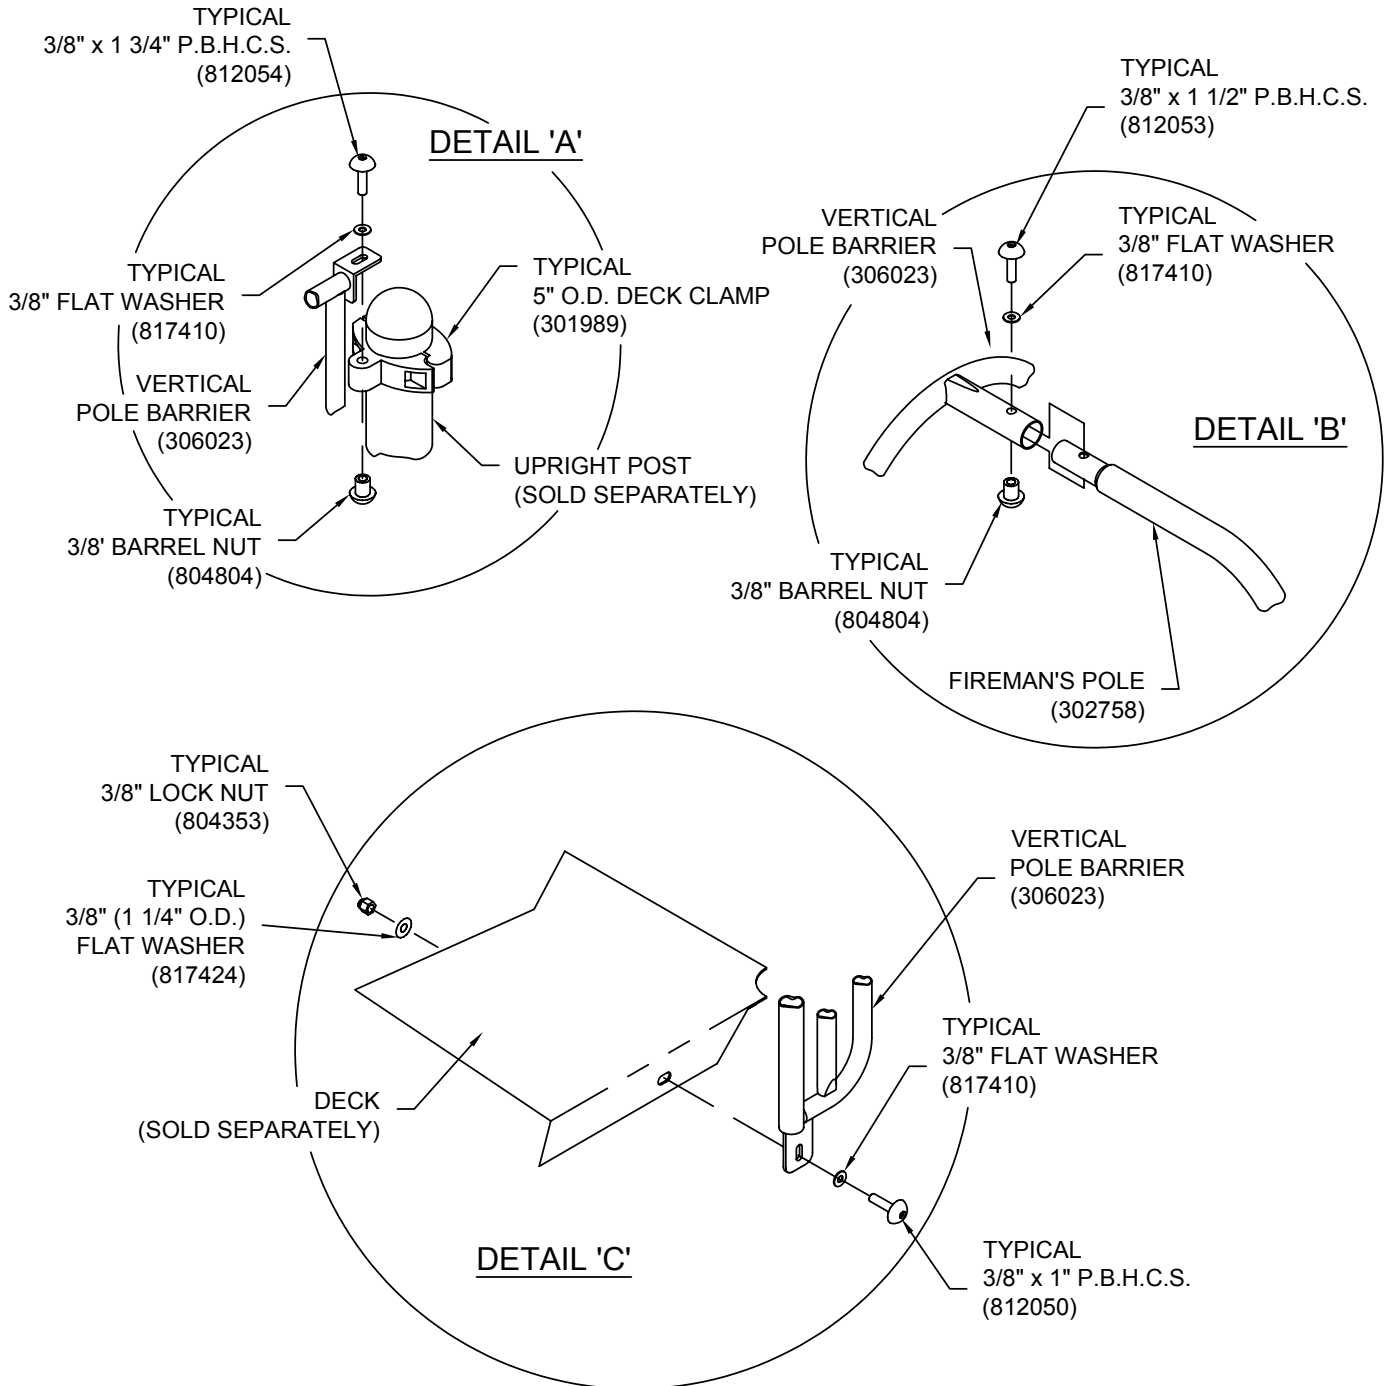 TYPICAL
3/8" x 1 3/4" P.B.H.C.S.
(812054)
DETAIL 'A'
TYPICAL
3/8" FLAT WASHER
(817410)
TYPICAL
5" O.D. DECK CLAMP
(301989)
VERTICAL
POLE BARRIER
(306023)
UPRIGHT POST
(SOLD SEPARATELY)
TYPICAL
3/8' BARREL NUT
(804804)
TYPICAL
3/8" x 1 1/2" P.B.H.C.S.
(812053)
VERTICAL
POLE BARRIER
(306023)
TYPICAL
3/8" FLAT WASHER
(817410)
DETAIL 'B'
TYPICAL
3/8" BARREL NUT
(804804)
FIREMAN'S POLE
(302758)
TYPICAL
3/8" LOCK NUT
(804353)
TYPICAL
3/8" (1 1/4" O.D.)
FLAT WASHER
(817424)
VERTICAL
POLE BARRIER
(306023)
TYPICAL
3/8" FLAT WASHER
(817410)
DECK
(SOLD SEPARATELY)
DETAIL 'C'
TYPICAL
3/8" x 1" P.B.H.C.S.
(812050)